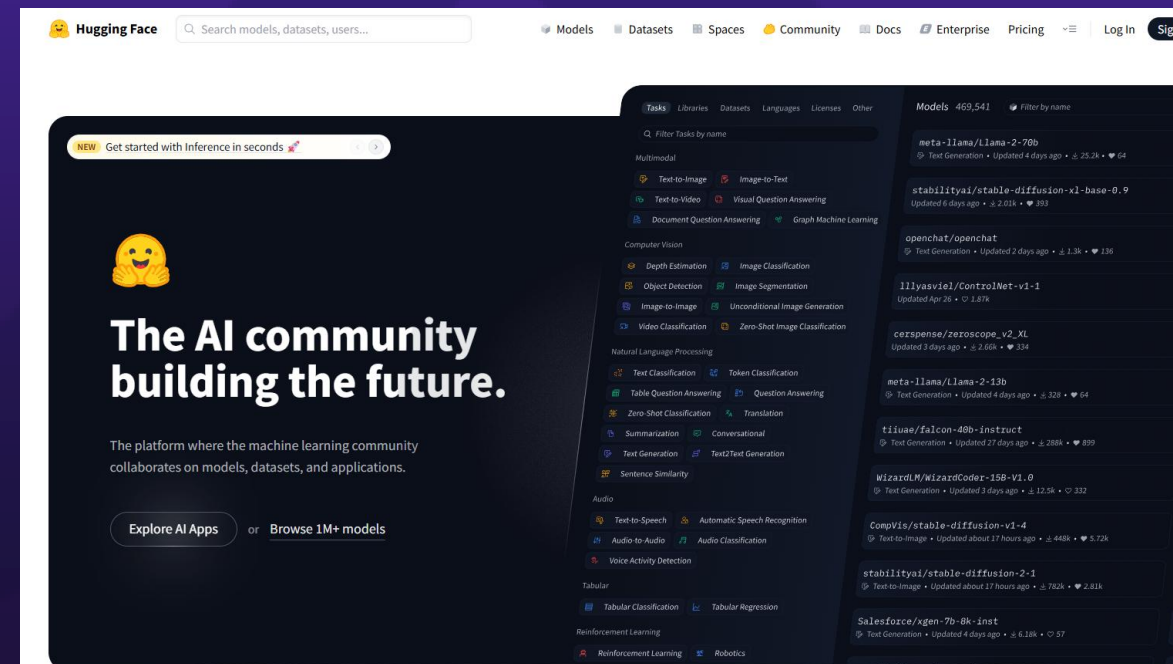 Hugging Face
Search models, datasets, users...
Models
Datasets
Spaces
Community
Docs
Enterprise
Pricing
Log In
NEW Get started with Inference in seconds 🚀
The AI community
building the future.
The platform where the machine learning community
collaborates on models, datasets, and applications.
Explore AI Apps or Browse 1M+ models
Tasks Libraries Datasets Languages Licenses Other
Filter Tasks by name
Multimodal
Text-to-Image Image-to-Text
Text-to-Video Visual Question Answering
Document Question Answering Graph Machine Learning
Computer Vision
Depth Estimation Image Classification
Object Detection Image Segmentation
Image-to-Image Unconditional Image Generation
Video Classification Zero-Shot Image Classification
Natural Language Processing
Text Classification Token Classification
Table Question Answering Question Answering
Zero-Shot Classification Translation
Summarization Conversational
Text Generation Text2Text Generation
Sentence Similarity
Audio
Text-to-Speech Automatic Speech Recognition
Audio-to-Audio Audio Classification
Voice Activity Detection
Tabular
Tabular Classification Tabular Regression
Reinforcement Learning
Reinforcement Learning Robotics
Models 469,541 Filter by name
meta-llama/Llama-2-70b
Text Generation • Updated 4 days ago • 25.2k • 64
stabilityai/stable-diffusion-xl-base-0.9
Updated 6 days ago • 2.01k • 393
openchat/openchat
Text Generation • Updated 2 days ago • 1.3k • 136
lllyasviel/ControlNet-v1-1
Updated Apr 26 • 1.87k
cerspense/zeroscope_v2_XL
Updated 3 days ago • 2.66k • 334
meta-llama/Llama-2-13b
Text Generation • Updated 4 days ago • 328 • 64
tiiuae/falcon-40b-instruct
Text Generation • Updated 27 days ago • 288k • 899
WizardLM/WizardCoder-15B-V1.0
Text Generation • Updated 3 days ago • 12.5k • 332
CompVis/stable-diffusion-v1-4
Text-to-Image • Updated about 17 hours ago • 448k • 5.72k
stabilityai/stable-diffusion-2-1
Text-to-Image • Updated about 17 hours ago • 782k • 2.81k
Salesforce/xgen-7b-8k-inst
Text Generation • Updated 4 days ago • 6.18k • 57